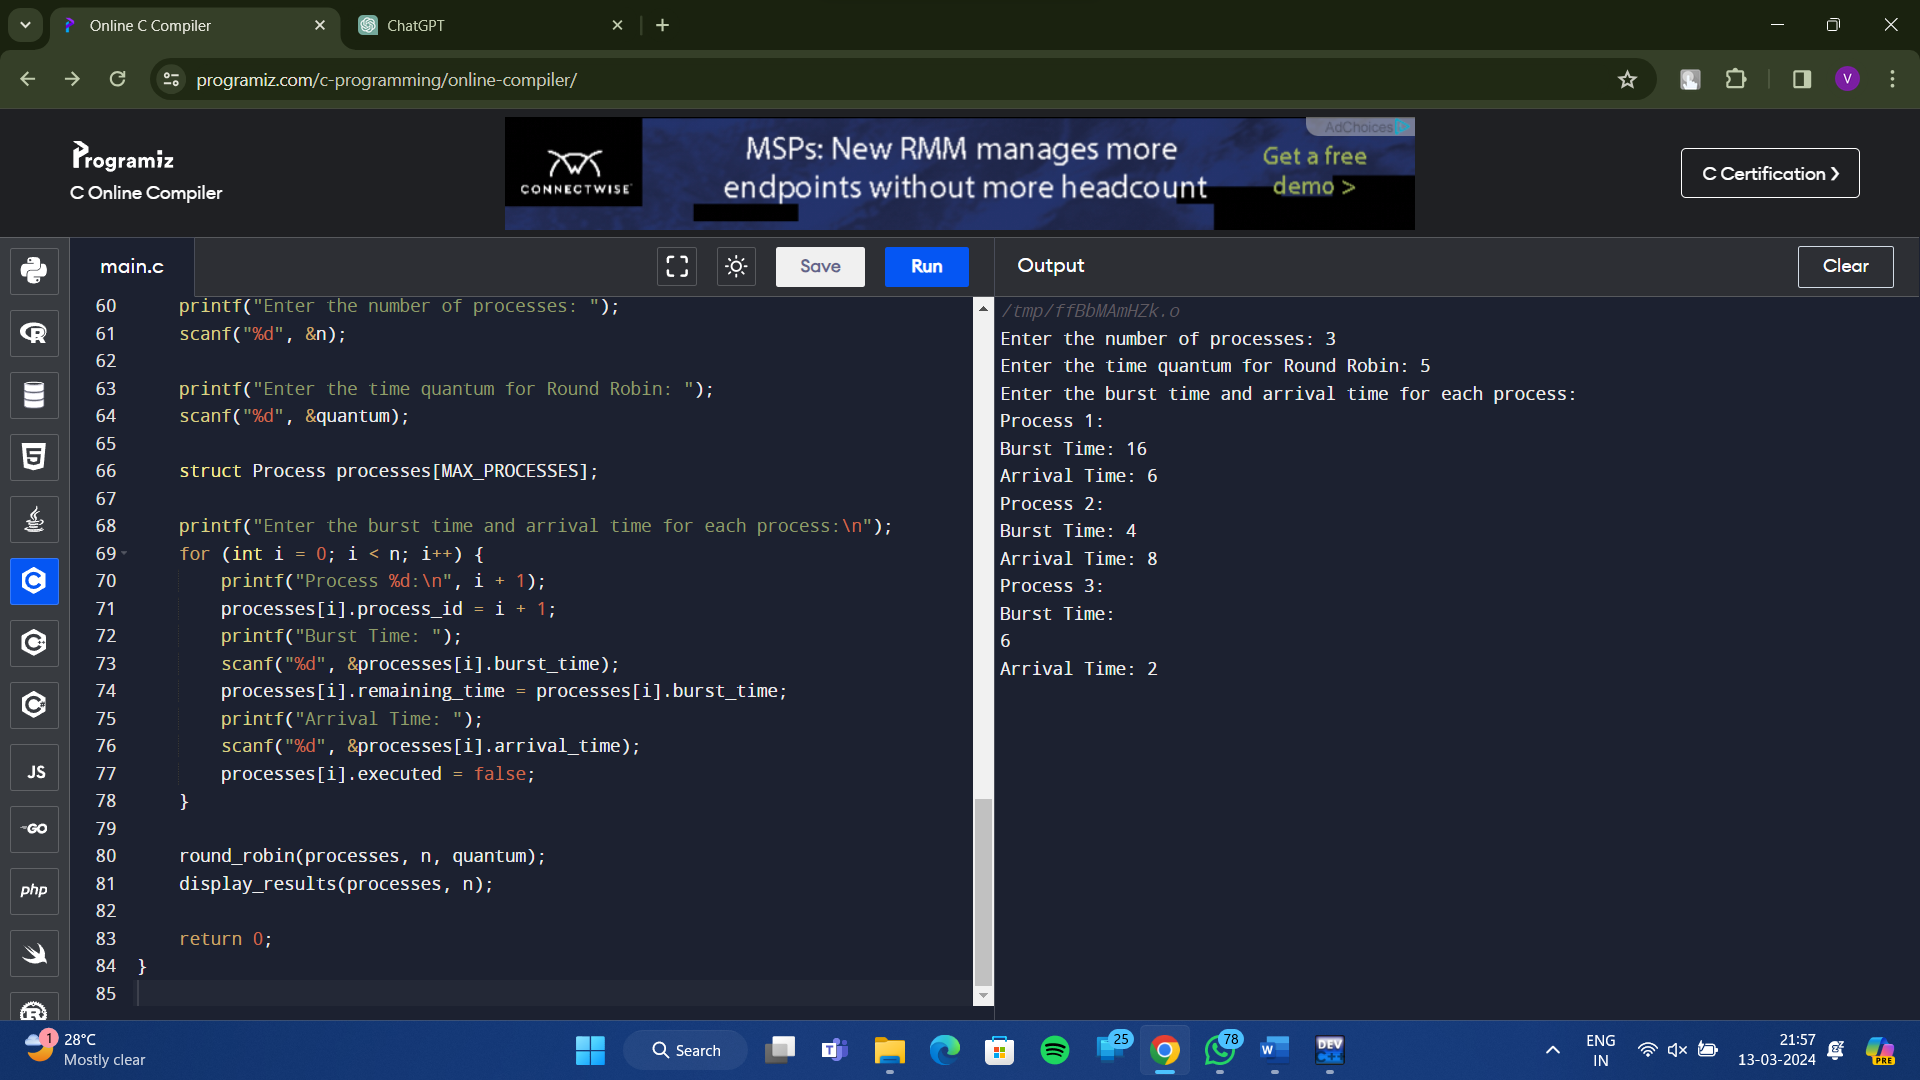 Online C Compiler
ChatGPT
programiz.com/c-programming/online-compiler/
V
Programiz
C Online Compiler
CONNECTWISE
MSPs: New RMM manages more
endpoints without more headcount
AdChoices
Get a free
demo >
C Certification ❯
main.c
Save
Run
Output
Clear
60 printf("Enter the number of processes: ");
61 scanf("%d", &n);
62
63 printf("Enter the time quantum for Round Robin: ");
64 scanf("%d", &quantum);
65
66 struct Process processes[MAX_PROCESSES];
67
68 printf("Enter the burst time and arrival time for each process:\n");
69 for (int i = 0; i < n; i++) {
70 printf("Process %d:\n", i + 1);
71 processes[i].process_id = i + 1;
72 printf("Burst Time: ");
73 scanf("%d", &processes[i].burst_time);
74 processes[i].remaining_time = processes[i].burst_time;
75 printf("Arrival Time: ");
76 scanf("%d", &processes[i].arrival_time);
77 processes[i].executed = false;
78 }
79
80 round_robin(processes, n, quantum);
81 display_results(processes, n);
82
83 return 0;
84 }
85
/tmp/ffBbMAmHZk.o
Enter the number of processes: 3
Enter the time quantum for Round Robin: 5
Enter the burst time and arrival time for each process:
Process 1:
Burst Time: 16
Arrival Time: 6
Process 2:
Burst Time: 4
Arrival Time: 8
Process 3:
Burst Time:
6
Arrival Time: 2
JS
GO
php
1
28°C
Mostly clear
Search
25
78
DEV
ENG
IN
21:57
13-03-2024
PRE